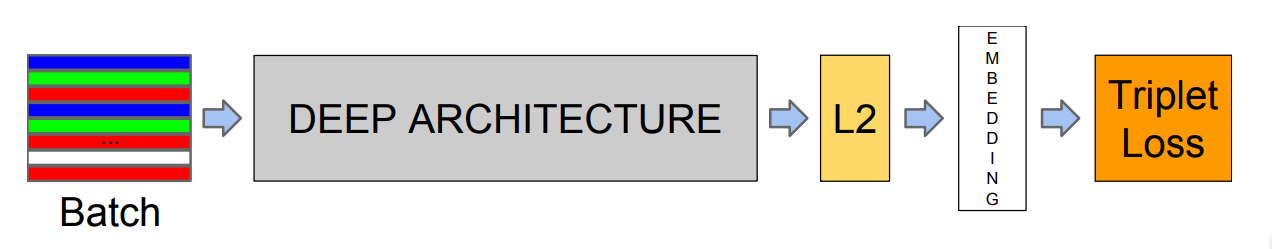 ...
Batch
DEEP ARCHITECTURE
L2
EMBEDDING
Triplet
Loss